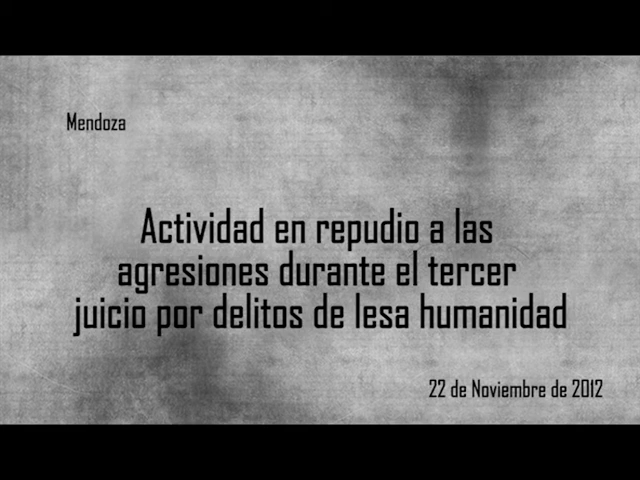 Mendoza
Actividad en repudio a las
agresiones durante el tercer
juicio por delitos de lesa humanidad
22 de Noviembre de 2012